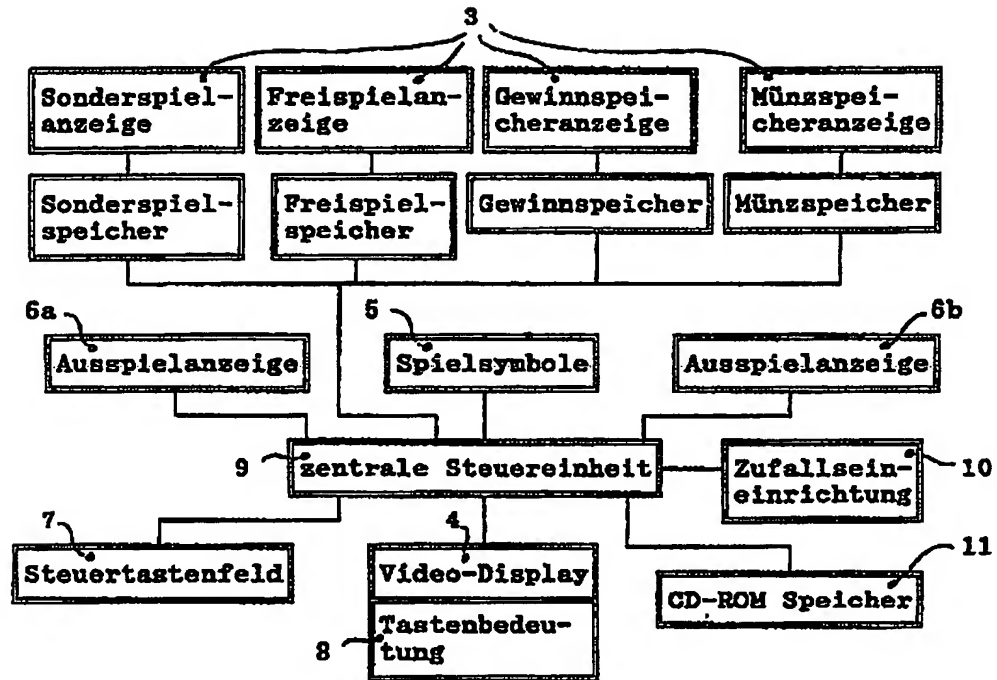 3
Sonderspiel-
anzeige
Freispielan-
zeige
Gewinnspei-
cheranzeige
Münzspei-
cheranzeige
Sonderspiel-
speicher
Freispiel-
speicher
Gewinnspeicher
Münzspeicher
6a
5
6b
Ausspielanzeige
Spielsymbole
Ausspielanzeige
9
zentrale Steuereinheit
Zufallsein-
einrichtung
10
7
4
11
Steuertastenfeld
Video-Display
CD-ROM Speicher
8
Tastenbedeu-
tung